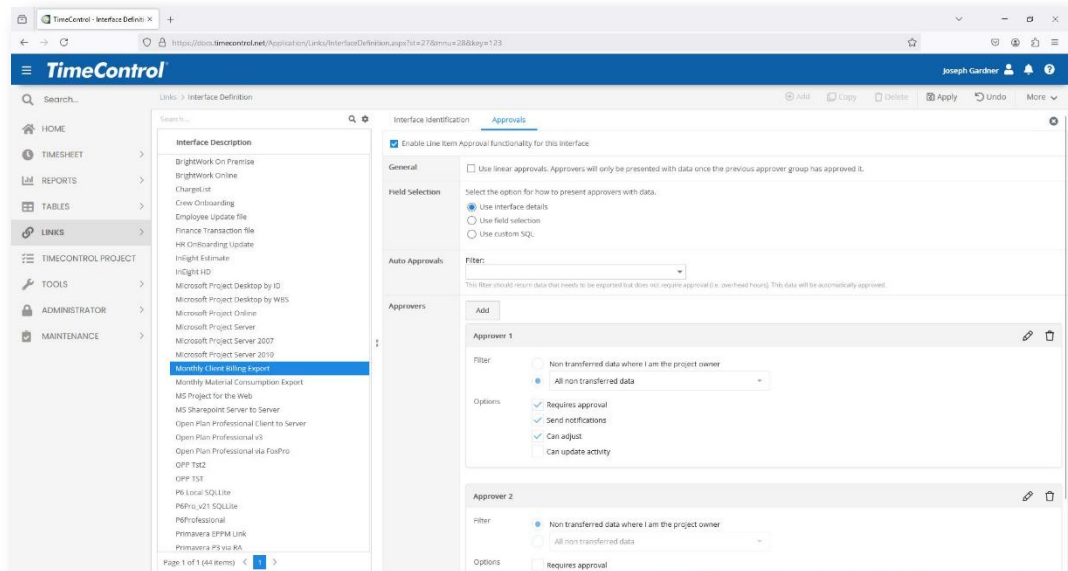 TimeControl - Interface Definiti
https://docs.timecontrol.net/Application/Links/InterfaceDefinition.aspx?st=27&mnu=28&key=123
TimeControl
Joseph Gardner
Search...
Links > Interface Definition
Add Copy Delete Apply Undo More
HOME
TIMESHEET
REPORTS
TABLES
LINKS
TIMECONTROL PROJECT
TOOLS
ADMINISTRATOR
MAINTENANCE
Search...
Interface Description
BrightWork On Premise
BrightWork Online
ChargeList
Crew Onboarding
Employee Update file
Finance Transaction file
HR OnBoarding Update
InEight Estimate
InEight HD
Microsoft Project Desktop by ID
Microsoft Project Desktop by WBS
Microsoft Project Online
Microsoft Project Server
Microsoft Project Server 2007
Microsoft Project Server 2010
Monthly Client Billing Export
Monthly Material Consumption Export
MS Project for the Web
MS Sharepoint Server to Server
Open Plan Professional Client to Server
Open Plan Professional v3
Open Plan Professional via FoxPro
OPP Tst2
OPP TST
P6 Local SQLLite
P6Pro_v21 SQLLite
P6Professional
Primavera EPPM Link
Primavera P3 via RA
Page 1 of 1 (44 items) 1
Interface Identification Approvals
Enable Line Item Approval functionality for this Interface
General
Use linear approvals. Approvers will only be presented with data once the previous approver group has approved it.
Field Selection
Select the option for how to present approvers with data.
Use interface details
Use field selection
Use custom SQL
Auto Approvals
Filter:
This filter should return data that needs to be exported but does not require approval (i.e. overhead hours). This data will be automatically approved.
Approvers
Add
Approver 1
Filter
Non transferred data where I am the project owner
All non transferred data
Options
Requires approval
Send notifications
Can adjust
Can update activity
Approver 2
Filter
Non transferred data where I am the project owner
All non transferred data
Options
Requires approval